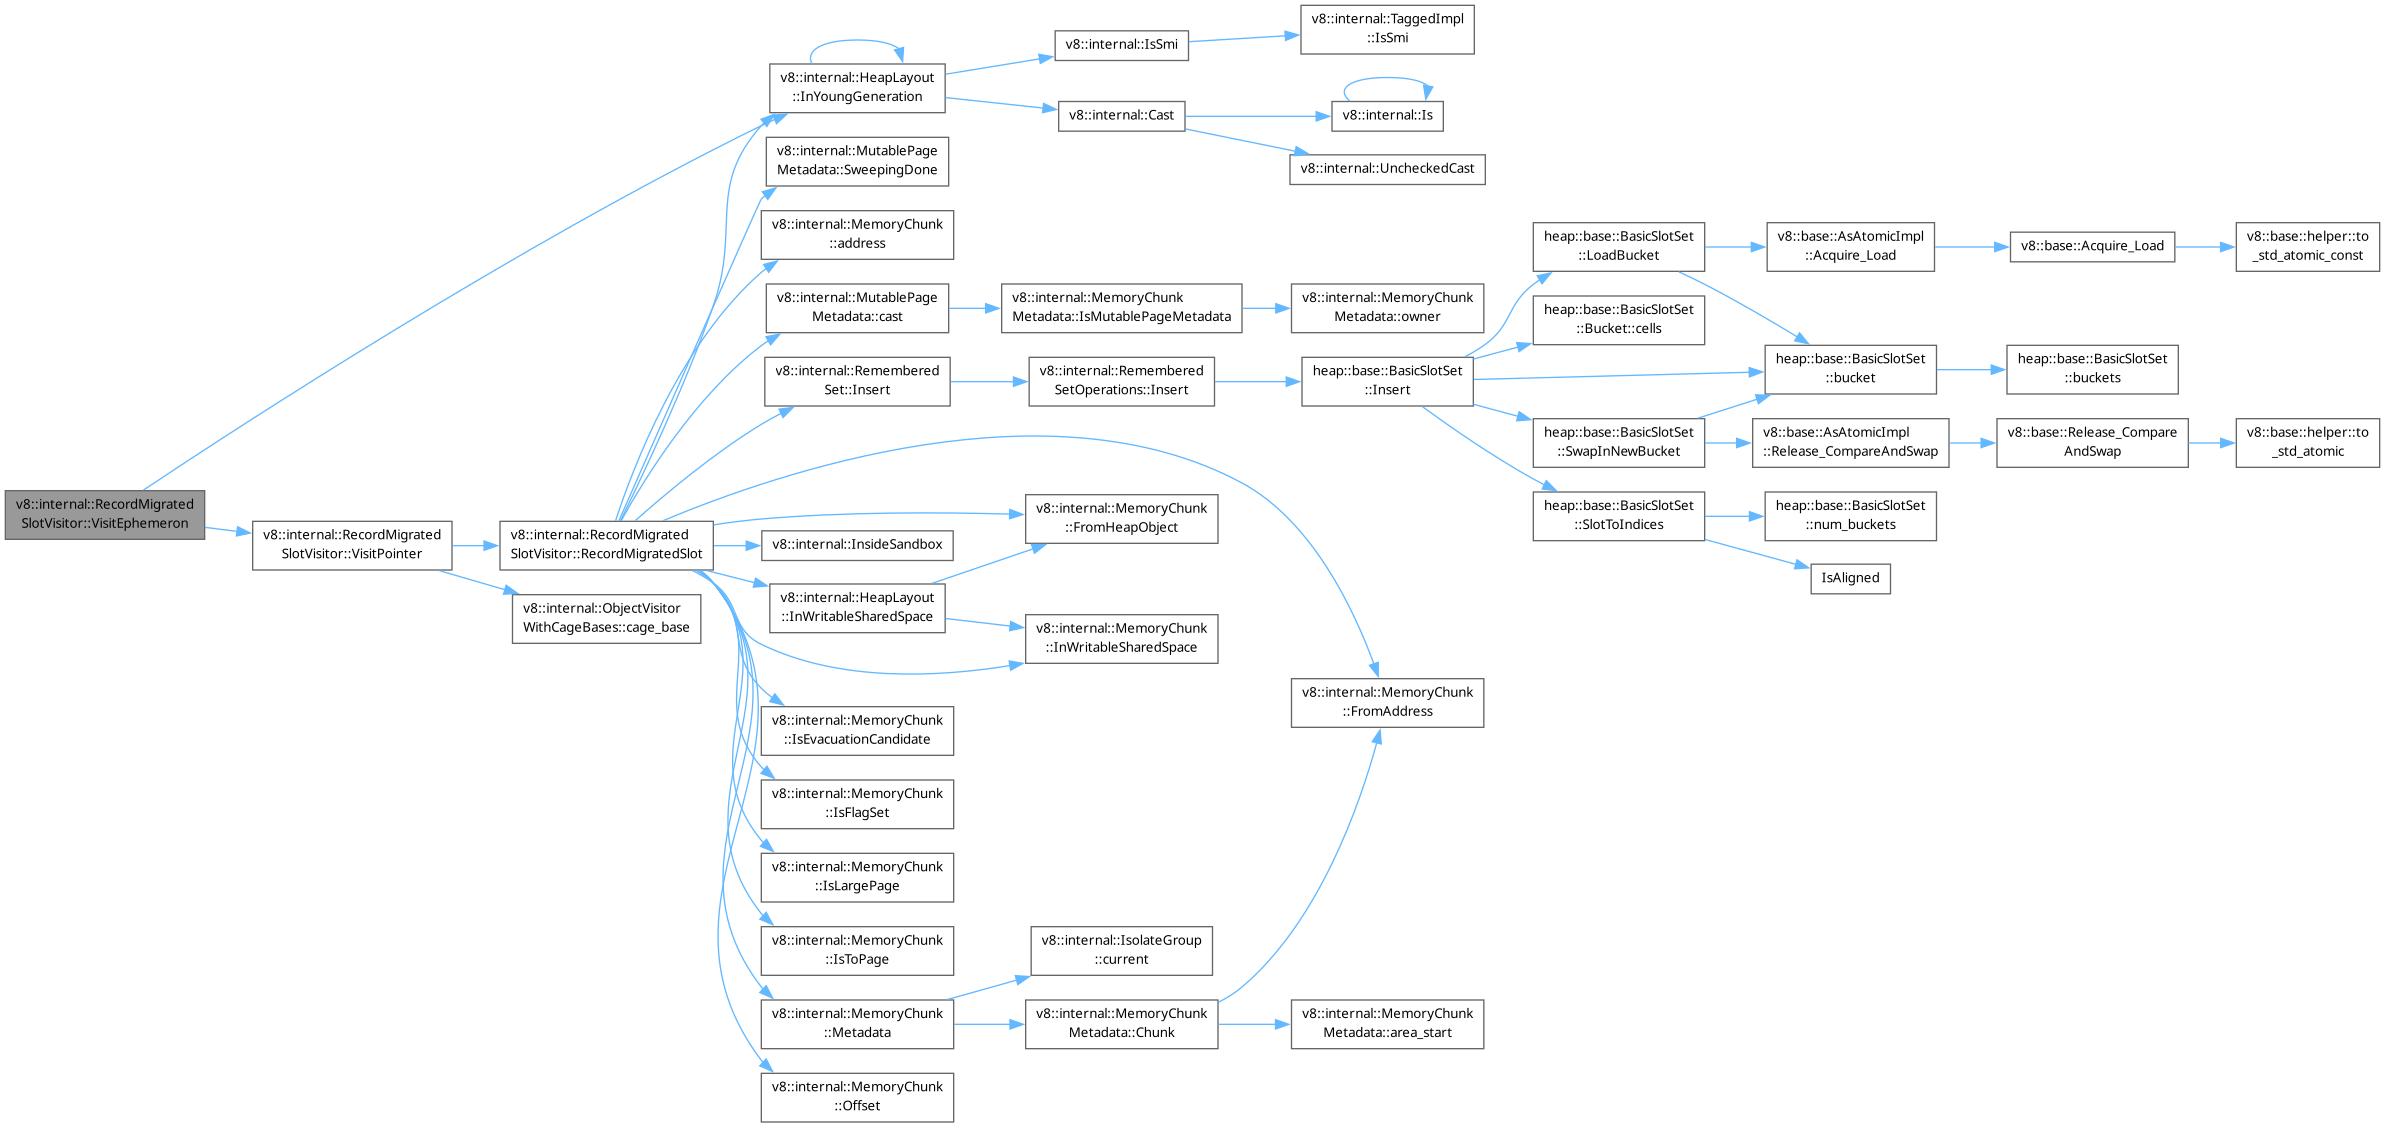 v8::internal::RecordMigrated
SlotVisitor::VisitEphemeron
v8::internal::HeapLayout
::InYoungGeneration
v8::internal::IsSmi
v8::internal::TaggedImpl
::IsSmi
v8::internal::Cast
v8::internal::Is
v8::internal::UncheckedCast
v8::internal::RecordMigrated
SlotVisitor::VisitPointer
v8::internal::RecordMigrated
SlotVisitor::RecordMigratedSlot
v8::internal::ObjectVisitor
WithCageBases::cage_base
v8::internal::MutablePage
Metadata::SweepingDone
v8::internal::MemoryChunk
::address
v8::internal::MutablePage
Metadata::cast
v8::internal::MemoryChunk
Metadata::IsMutablePageMetadata
v8::internal::MemoryChunk
Metadata::owner
v8::internal::Remembered
Set::Insert
v8::internal::Remembered
SetOperations::Insert
heap::base::BasicSlotSet
::Insert
heap::base::BasicSlotSet
::LoadBucket
v8::base::AsAtomicImpl
::Acquire_Load
v8::base::Acquire_Load
v8::base::helper::to
_std_atomic_const
heap::base::BasicSlotSet
::Bucket::cells
heap::base::BasicSlotSet
::bucket
heap::base::BasicSlotSet
::buckets
heap::base::BasicSlotSet
::SwapInNewBucket
v8::base::AsAtomicImpl
::Release_CompareAndSwap
v8::base::Release_Compare
AndSwap
v8::base::helper::to
_std_atomic
heap::base::BasicSlotSet
::SlotToIndices
heap::base::BasicSlotSet
::num_buckets
IsAligned
v8::internal::MemoryChunk
::FromHeapObject
v8::internal::InsideSandbox
v8::internal::HeapLayout
::InWritableSharedSpace
v8::internal::MemoryChunk
::InWritableSharedSpace
v8::internal::MemoryChunk
::FromAddress
v8::internal::MemoryChunk
::IsEvacuationCandidate
v8::internal::MemoryChunk
::IsFlagSet
v8::internal::MemoryChunk
::IsLargePage
v8::internal::MemoryChunk
::IsToPage
v8::internal::MemoryChunk
::Metadata
v8::internal::IsolateGroup
::current
v8::internal::MemoryChunk
Metadata::Chunk
v8::internal::MemoryChunk
Metadata::area_start
v8::internal::MemoryChunk
::Offset